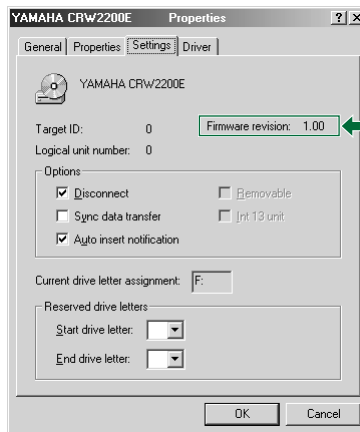 YAMAHA CRW2200E Properties
General Properties Settings Driver
YAMAHA CRW2200E
Target ID: 0 Firmware revision: 1.00
Logical unit number: 0
Options
Disconnect Removable
Sync data transfer Int 13 unit
Auto insert notification
Current drive letter assignment: F:
Reserved drive letters
Start drive letter:
End drive letter:
OK Cancel